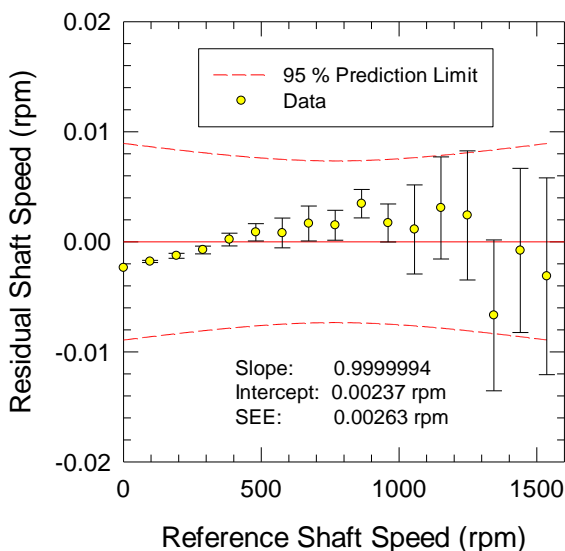 0.02
0.01
0.00
-0.01
-0.02
Residual Shaft Speed (rpm)
95 % Prediction Limit
Data
Slope: 0.9999994
Intercept: 0.00237 rpm
SEE: 0.00263 rpm
0 500 1000 1500
Reference Shaft Speed (rpm)